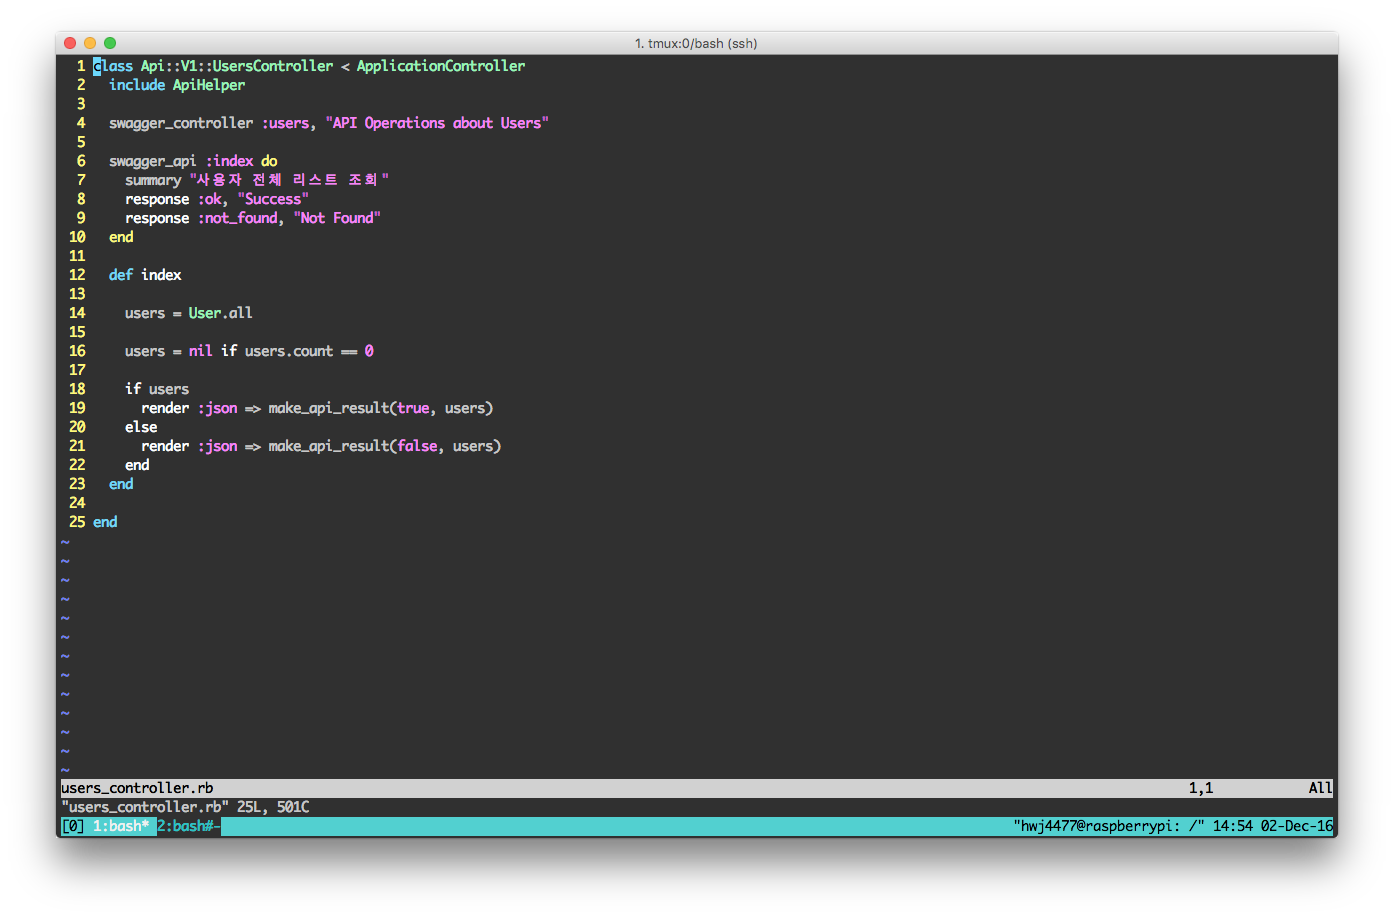 1. tmux:0/bash (ssh)
1 class Api::V1::UsersController < ApplicationController
2   include ApiHelper
3
4   swagger_controller :users, "API Operations about Users"
5
6   swagger_api :index do
7     summary "사용자 전체 리스트 조회"
8     response :ok, "Success"
9     response :not_found, "Not Found"
10   end
11
12   def index
13
14     users = User.all
15
16     users = nil if users.count == 0
17
18     if users
19       render :json => make_api_result(true, users)
20     else
21       render :json => make_api_result(false, users)
22     end
23   end
24
25 end
~
~
~
~
~
~
~
~
~
~
~
~
~
users_controller.rb 1,1 All
"users_controller.rb" 25L, 501C
[0] 1:bash* 2:bash#- "hwj4477@raspberrypi: /" 14:54 02-Dec-16